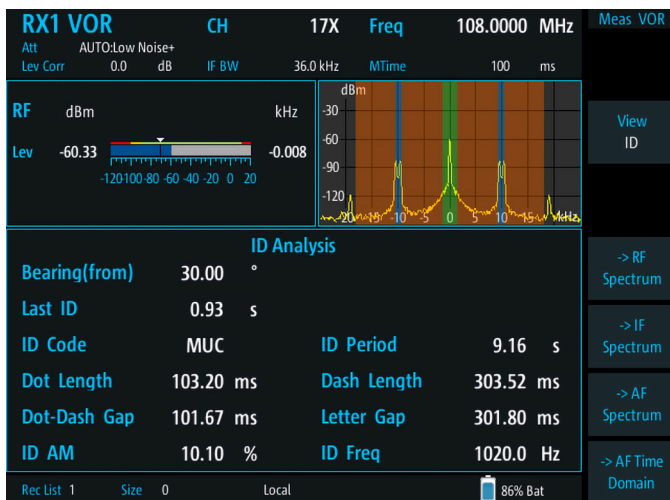 RX1 VOR CH 17X Freq 108.0000 MHz Meas VOR
Att AUTO:Low Noise+
Lev Corr 0.0 dB IF BW 36.0 kHz MTime 100 ms
dBm
RF dBm kHz -30
View
ID
Lev -60.33 -0.008 -60
-120 -100 -80 -60 -40 -20 0 20 -90
-120
-20 -15 -10 -5 0 5 10 15 kHz
ID Analysis
Bearing(from) 30.00 °
-> RF
Spectrum
Last ID 0.93 s
ID Code MUC ID Period 9.16 s
-> IF
Spectrum
Dot Length 103.20 ms Dash Length 303.52 ms
-> AF
Spectrum
Dot-Dash Gap 101.67 ms Letter Gap 301.80 ms
ID AM 10.10 % ID Freq 1020.0 Hz
-> AF Time
Domain
Rec List 1 Size 0 Local 86% Bat